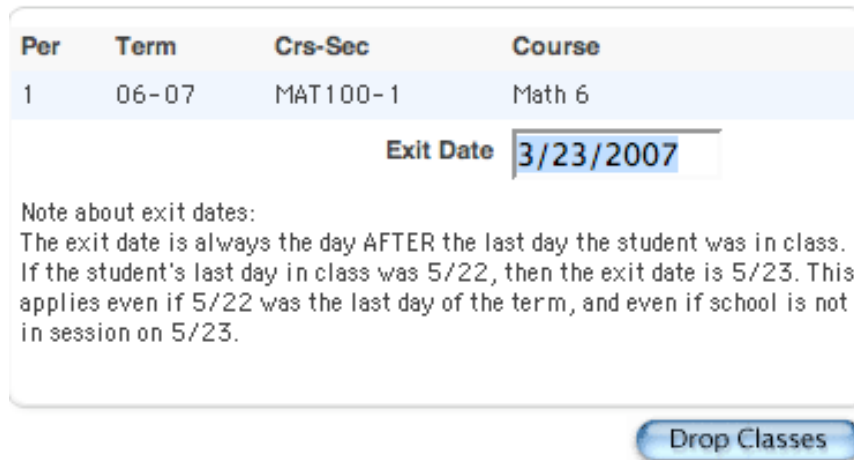 Per Term Crs-Sec Course
1 06-07 MAT100-1 Math 6
Exit Date 3/23/2007
Note about exit dates:
The exit date is always the day AFTER the last day the student was in class.
If the student's last day in class was 5/22, then the exit date is 5/23. This
applies even if 5/22 was the last day of the term, and even if school is not
in session on 5/23.
Drop Classes